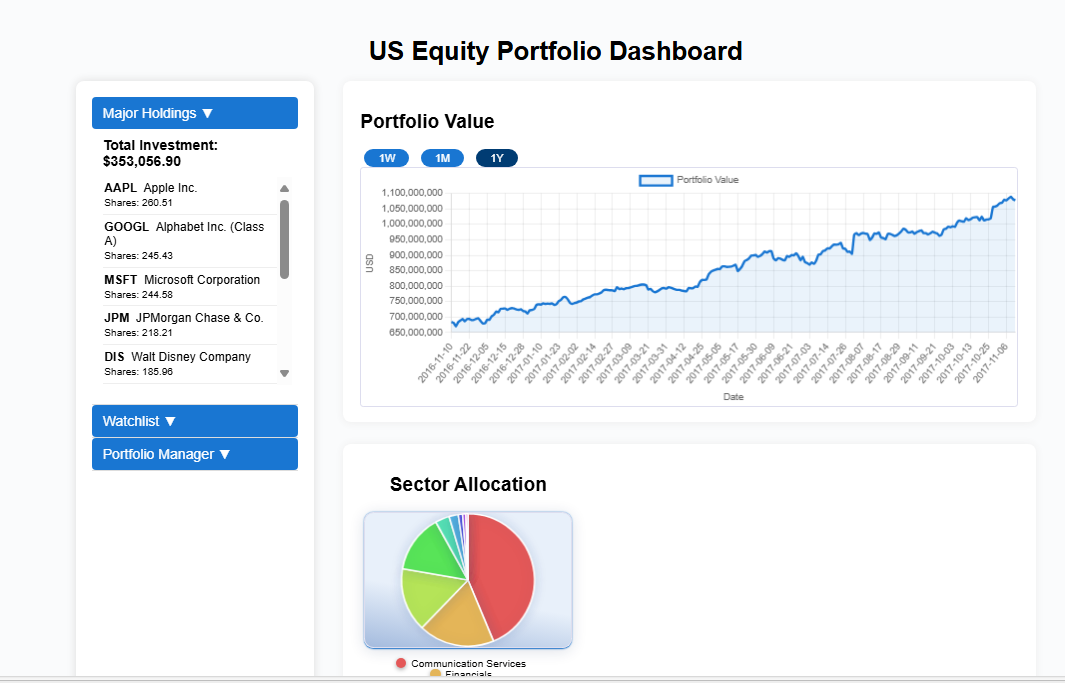 US Equity Portfolio Dashboard
Major Holdings ▼
Total Investment:
$353,056.90
AAPL Apple Inc.
Shares: 260.51
GOOGL Alphabet Inc. (Class
A)
Shares: 245.43
MSFT Microsoft Corporation
Shares: 244.58
JPM JPMorgan Chase & Co.
Shares: 218.21
DIS Walt Disney Company
Shares: 185.96
Watchlist ▼
Portfolio Manager ▼
Portfolio Value
1W 1M 1Y
Portfolio Value
1,100,000,000
1,050,000,000
1,000,000,000
950,000,000
900,000,000
850,000,000
800,000,000
750,000,000
700,000,000
650,000,000
USD
2016-11-10 2016-11-22 2016-12-05 2016-12-15 2016-12-28 2017-01-10 2017-01-23 2017-02-02 2017-02-14 2017-02-27 2017-03-09 2017-03-21 2017-03-31 2017-04-12 2017-04-25 2017-05-05 2017-05-17 2017-05-30 2017-06-09 2017-06-21 2017-07-03 2017-07-14 2017-07-26 2017-08-07 2017-08-17 2017-08-29 2017-09-11 2017-09-21 2017-10-03 2017-10-13 2017-10-25 2017-11-06
Date
Sector Allocation
Communication Services
Financials